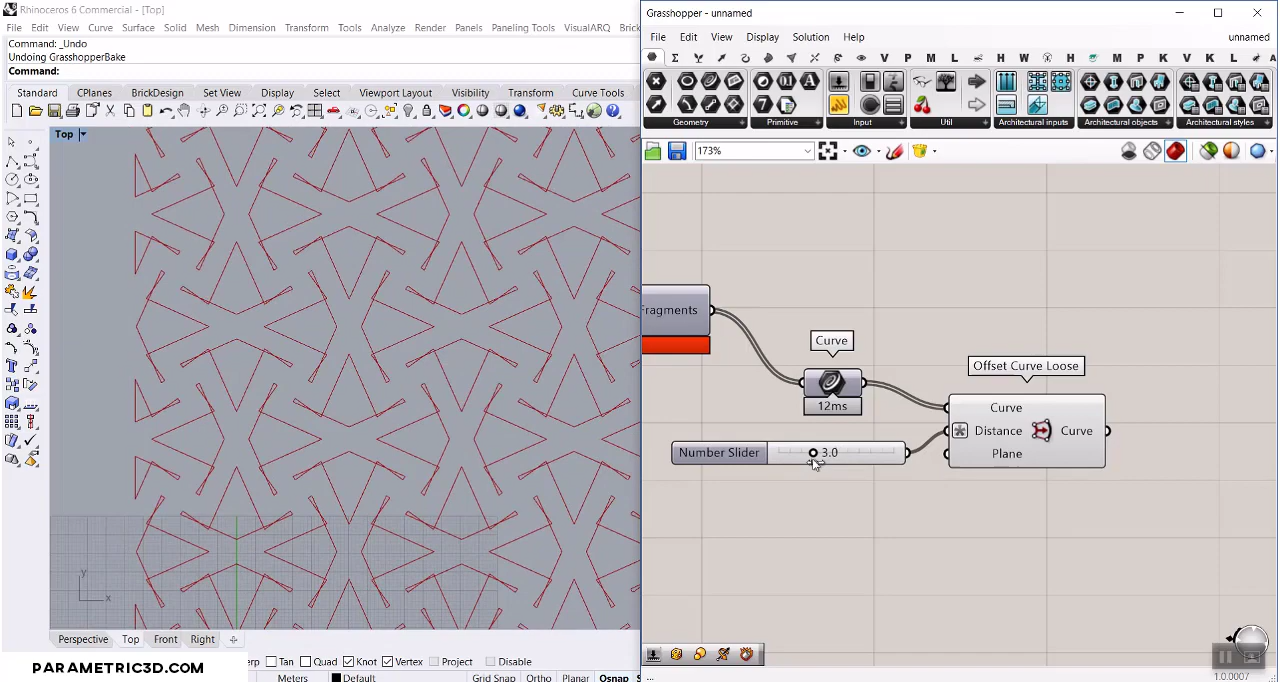 Rhinoceros 6 Commercial - [Top]
File Edit View Curve Surface Solid Mesh Dimension Transform Tools Analyze Render Panels Paneling Tools VisualARQ Brick
Command: _Undo
Undoing GrasshopperBake
Command:
Standard CPlanes BrickDesign Set View Display Select Viewport Layout Visibility Transform Curve Tools
Top
y
x
Perspective Top Front Right
erp Tan Quad Knot Vertex Project Disable
PARAMETRIC3D.COM
Meters Default Grid Snap Ortho Planar Osnap
Grasshopper - unnamed
File Edit View Display Solution Help unnamed
V P M L H W H M P K V K L A
Geometry Primitive Input Util Architectural inputs Architectural objects Architectural styles
173%
Fragments
Curve
12ms
Offset Curve Loose
Curve
Distance Curve
Plane
Number Slider 3.0
... 1.0.0007